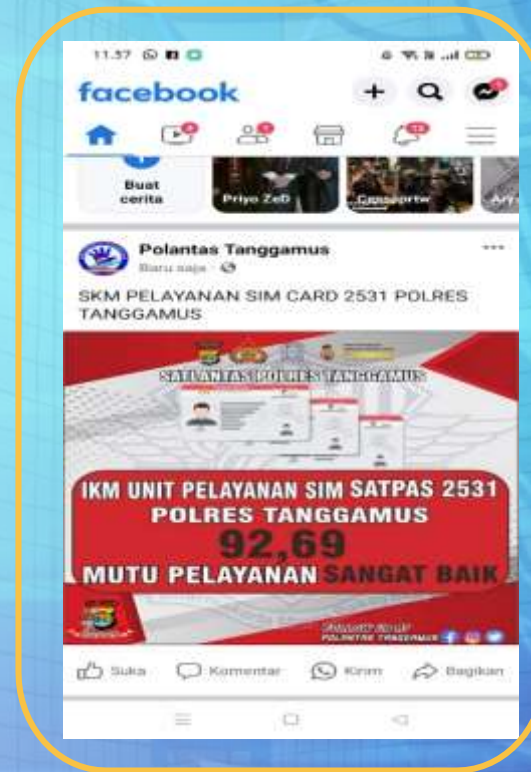 11.57
facebook
Buat
cerita
Priyo ZeD
Polantas Tanggamus
Baru saja
SKM PELAYANAN SIM CARD 2531 POLRES
TANGGAMUS
SATLANTAS POLRES TANGGAMUS
IKM UNIT PELAYANAN SIM SATPAS 2531
POLRES TANGGAMUS
92,69
MUTU PELAYANAN SANGAT BAIK
POLANTAS TANGGAMUS
Suka
Komentar
Kirim
Bagikan